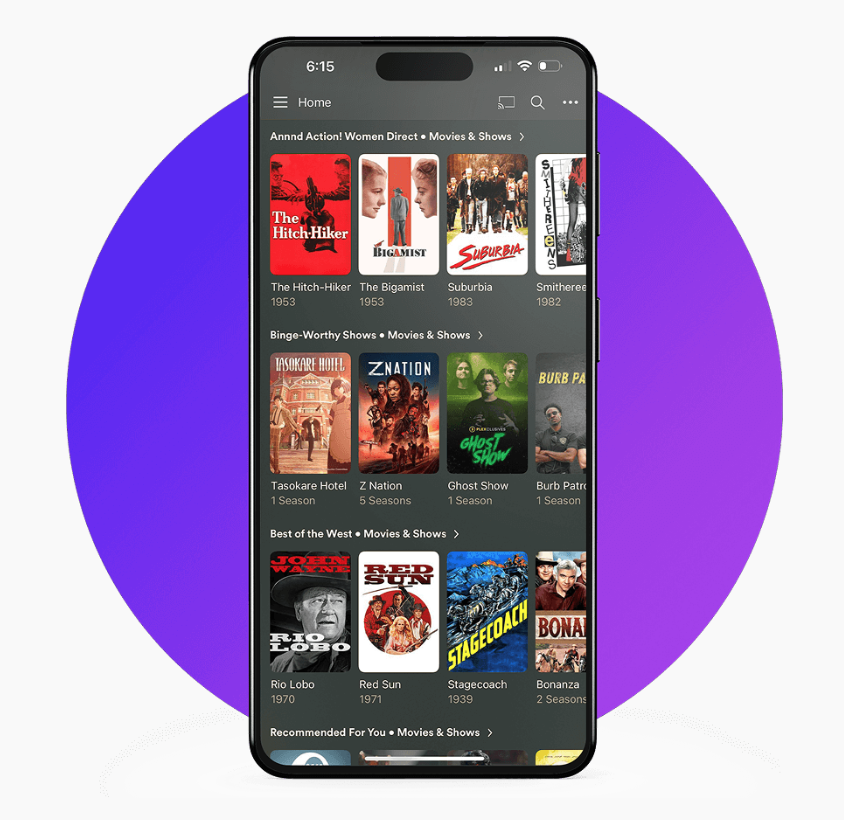 6:15
Home
Annnd Action! Women Direct • Movies & Shows
The
Hitch-Hiker
BIGAMIST
SUBURBIA
SMITHEREENS
The Hitch-Hiker
The Bigamist
Suburbia
Smitheree
1953
1953
1983
1982
Binge-Worthy Shows • Movies & Shows
TASOKARE HOTEL
Z NATION
BURB PA
PLEXCLUSIVES
GHOST
SHOW
Tasokare Hotel
Z Nation
Ghost Show
Burb Patro
1 Season
5 Seasons
1 Season
1 Season
Best of the West • Movies & Shows
JOHN
WAYNE
RIO
LOBO
RED
SUN
STAGECOACH
BONA
Rio Lobo
Red Sun
Stagecoach
Bonanza
1970
1971
1939
2 Seasons
Recommended For You • Movies & Shows